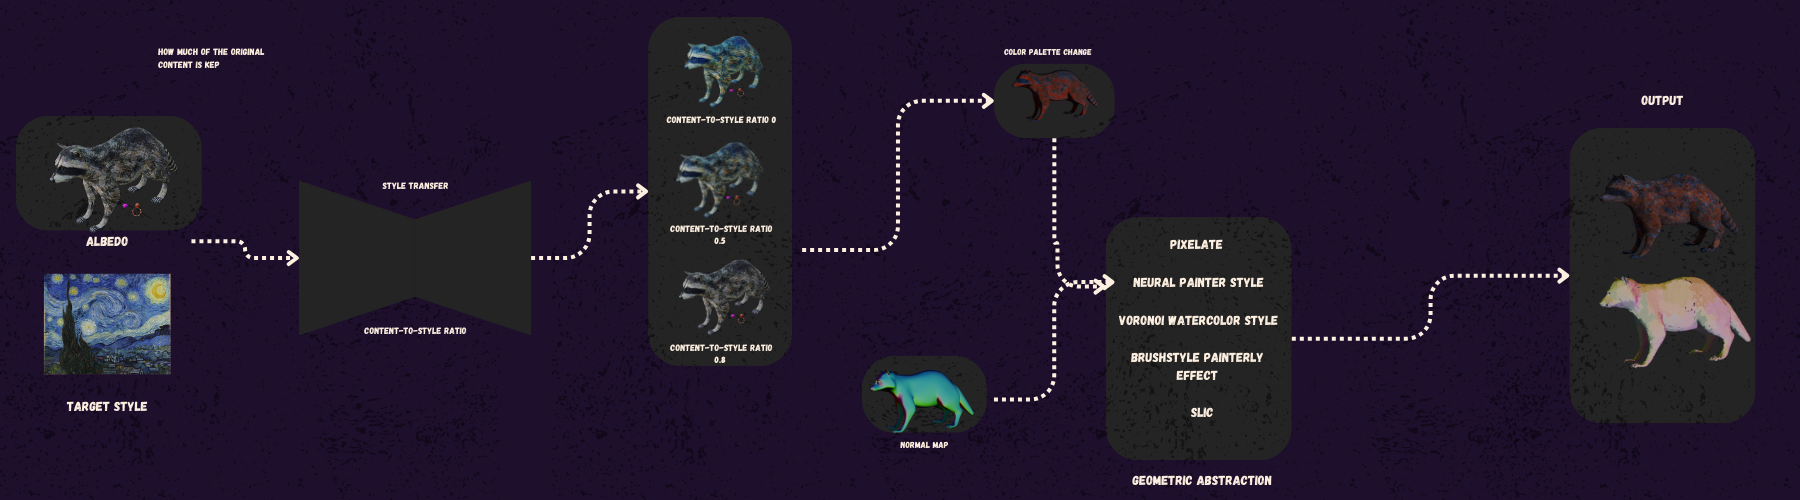 HOW MUCH OF THE ORIGINAL
CONTENT IS KEP
ALBEDO
TARGET STYLE
STYLE TRANSFER
CONTENT-TO-STYLE RATIO
CONTENT-TO-STYLE RATIO 0
CONTENT-TO-STYLE RATIO
0.5
CONTENT-TO-STYLE RATIO
0.8
COLOR PALETTE CHANGE
NORMAL MAP
PIXELATE
NEURAL PAINTER STYLE
VORONOI WATERCOLOR STYLE
BRUSHSTYLE PAINTERLY
EFFECT
SLIC
GEOMETRIC ABSTRACTION
OUTPUT